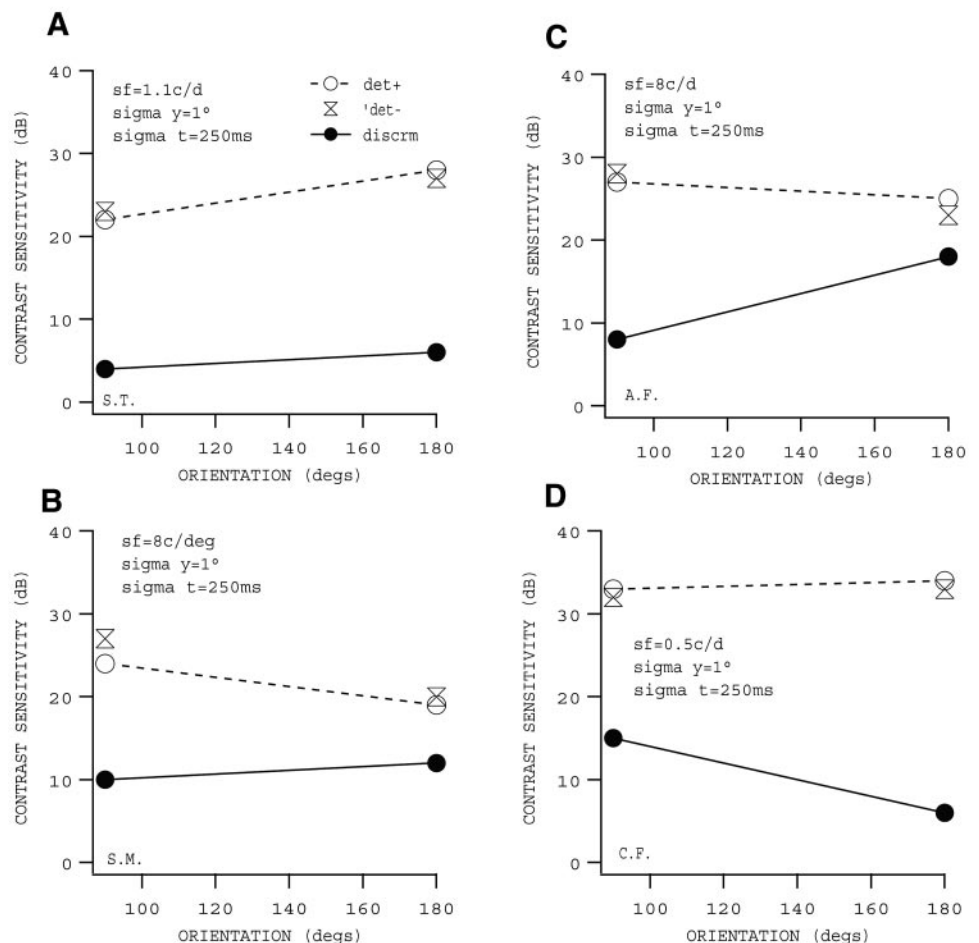 A
CONTRAST SENSITIVITY (dB)
40
30
20
10
0
sf=1.1c/d
sigma y=1°
sigma t=250ms
det+
'det-
discrm
S.T.
100 120 140 160 180
ORIENTATION (degs)
C
CONTRAST SENSITIVITY (dB)
40
30
20
10
0
sf=8c/d
sigma y=1°
sigma t=250ms
A.F.
100 120 140 160 180
ORIENTATION (degs)
B
CONTRAST SENSITIVITY (dB)
40
30
20
10
0
sf=8c/deg
sigma y=1°
sigma t=250ms
S.M.
100 120 140 160 180
ORIENTATION (degs)
D
CONTRAST SENSITIVITY (dB)
40
30
20
10
0
sf=0.5c/d
sigma y=1°
sigma t=250ms
C.F.
100 120 140 160 180
ORIENTATION (degs)